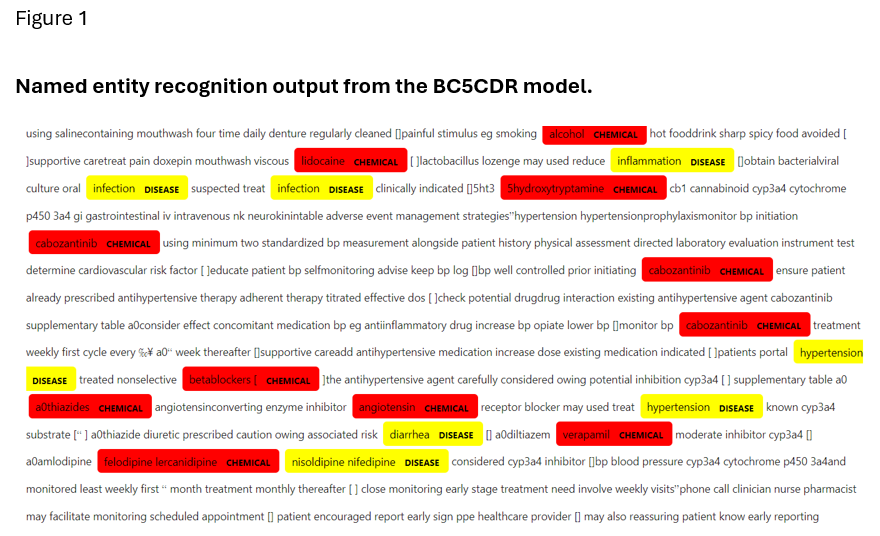 Figure 1
Named entity recognition output from the BC5CDR model.
using salinecontaining mouthwash four time daily denture regularly cleaned []painful stimulus eg smoking alcohol CHEMICAL hot fooddrink sharp spicy food avoided [
]supportive caretreat pain doxepin mouthwash viscous lidocaine CHEMICAL [ ]lactobacillus lozenge may used reduce inflammation DISEASE []obtain bacterialviral
culture oral infection DISEASE suspected treat infection DISEASE clinically indicated []5ht3 5hydroxytryptamine CHEMICAL cb1 cannabinoid cyp3a4 cytochrome
p450 3a4 gi gastrointestinal iv intravenous nk neurokinintable adverse event management strategies"hypertension hypertensionprophylaxismonitor bp initiation
cabozantinib CHEMICAL using minimum two standardized bp measurement alongside patient history physical assessment directed laboratory evaluation instrument test
determine cardiovascular risk factor [ ]educate patient bp selfmonitoring advise keep bp log []bp well controlled prior initiating cabozantinib CHEMICAL ensure patient
already prescribed antihypertensive therapy adherent therapy titrated effective dos [ ]check potential drugdrug interaction existing antihypertensive agent cabozantinib
supplementary table a0consider effect concomitant medication bp eg antiinflammatory drug increase bp opiate lower bp []monitor bp cabozantinib CHEMICAL treatment
weekly first cycle every ‰¥ a0“ week thereafter []supportive careadd antihypertensive medication increase dose existing medication indicated [ ]patients portal hypertension
DISEASE treated nonselective betablockers [ CHEMICAL ]the antihypertensive agent carefully considered owing potential inhibition cyp3a4 [ ] supplementary table a0
a0thiazides CHEMICAL angiotensinconverting enzyme inhibitor angiotensin CHEMICAL receptor blocker may used treat hypertension DISEASE known cyp3a4
substrate [“ ] a0thiazide diuretic prescribed caution owing associated risk diarrhea DISEASE [] a0diltiazem verapamil CHEMICAL moderate inhibitor cyp3a4 []
a0amlodipine felodipine lercanidipine CHEMICAL nisoldipine nifedipine DISEASE considered cyp3a4 inhibitor []bp blood pressure cyp3a4 cytochrome p450 3a4and
monitored least weekly first “ month treatment monthly thereafter [ ] close monitoring early stage treatment need involve weekly visits"phone call clinician nurse pharmacist
may facilitate monitoring scheduled appointment [] patient encouraged report early sign ppe healthcare provider [] may also reassuring patient know early reporting